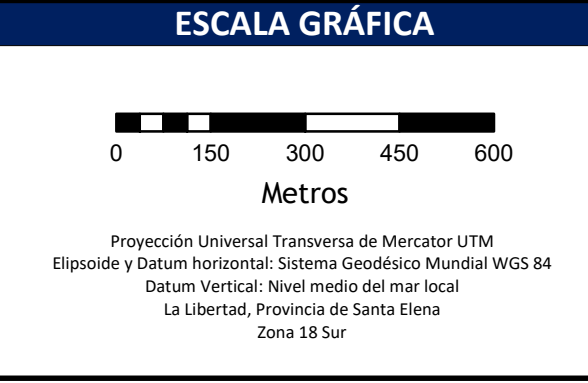 ESCALA GRÁFICA
0 150 300 450 600
Metros
Proyección Universal Transversa de Mercator UTM
Elipsoide y Datum horizontal: Sistema Geodésico Mundial WGS 84
Datum Vertical: Nivel medio del mar local
La Libertad, Provincia de Santa Elena
Zona 18 Sur